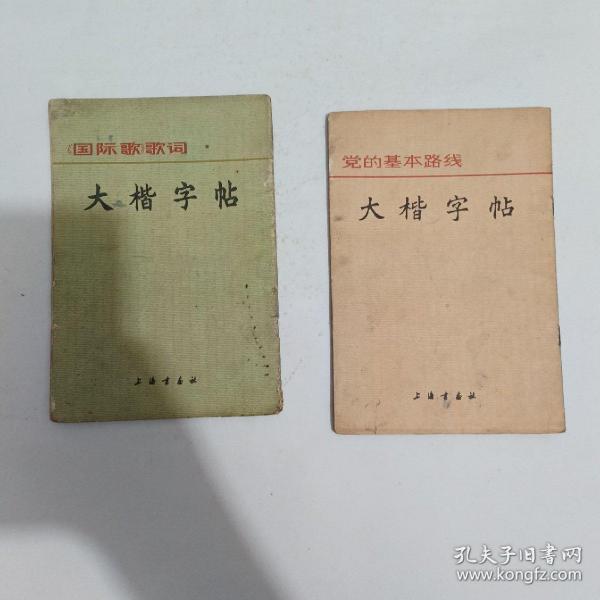 《国际歌》歌词
大楷字帖
上海书画社
党的基本路线
大楷字帖
上海书画社
孔夫子旧书网
www.kongfz.com